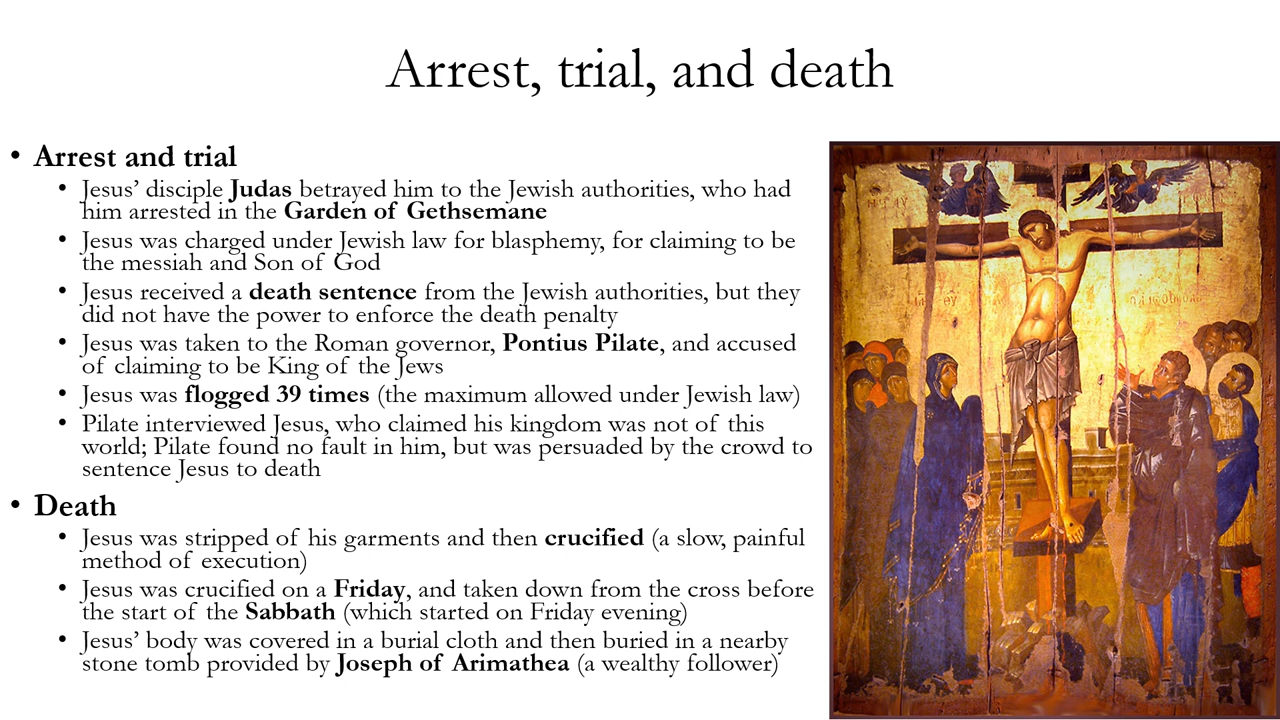 Arrest, trial, and death
• Arrest and trial
• Jesus’ disciple Judas betrayed him to the Jewish authorities, who had
him arrested in the Garden of Gethsemane
• Jesus was charged under Jewish law for blasphemy, for claiming to be
the messiah and Son of God
• Jesus received a death sentence from the Jewish authorities, but they
did not have the power to enforce the death penalty
• Jesus was taken to the Roman governor, Pontius Pilate, and accused
of claiming to be King of the Jews
• Jesus was flogged 39 times (the maximum allowed under Jewish law)
• Pilate interviewed Jesus, who claimed his kingdom was not of this
world; Pilate found no fault in him, but was persuaded by the crowd to
sentence Jesus to death
• Death
• Jesus was stripped of his garments and then crucified (a slow, painful
method of execution)
• Jesus was crucified on a Friday, and taken down from the cross before
the start of the Sabbath (which started on Friday evening)
• Jesus’ body was covered in a burial cloth and then buried in a nearby
stone tomb provided by Joseph of Arimathea (a wealthy follower)